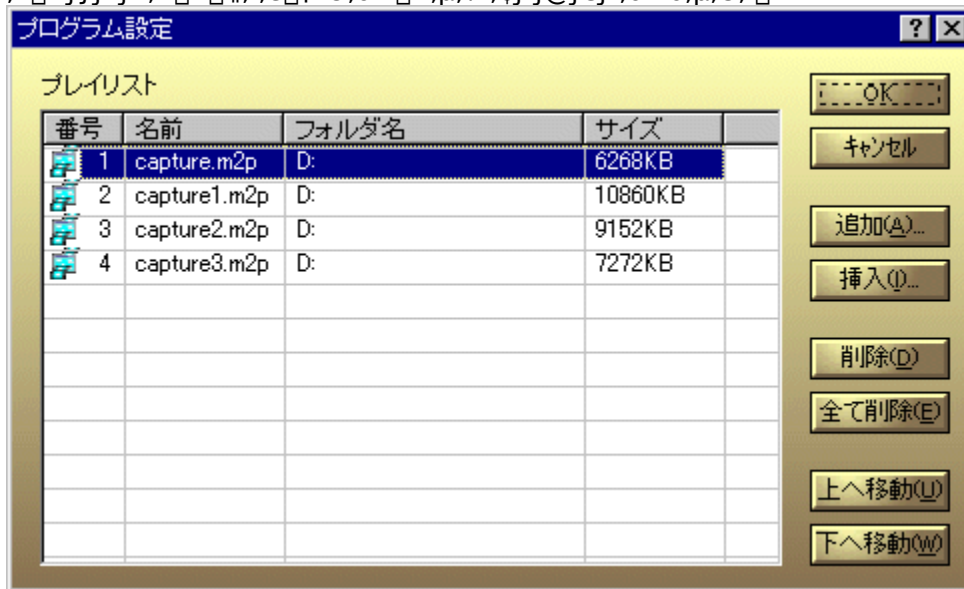 プログラム設定
プレイリスト
番号 名前 フォルダ名 サイズ
1 capture.m2p D: 6268KB
2 capture1.m2p D: 10860KB
3 capture2.m2p D: 9152KB
4 capture3.m2p D: 7272KB
OK
キャンセル
追加(A)...
挿入(I)...
削除(D)
全て削除(E)
上へ移動(U)
下へ移動(W)